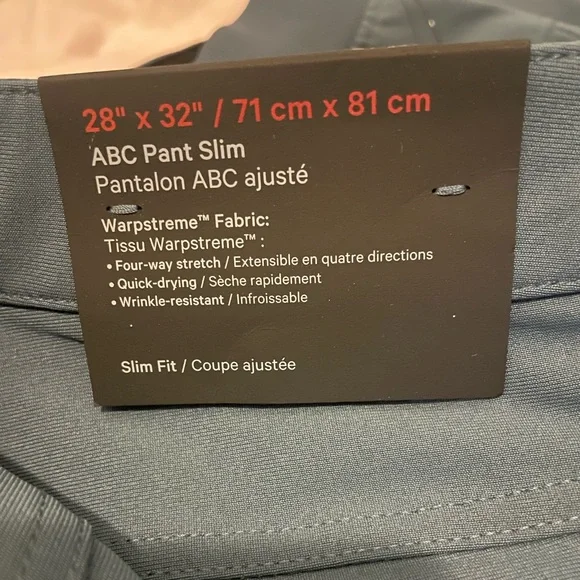 28" x 32" / 71 cm x 81 cm
ABC Pant Slim
Pantalon ABC ajusté
Warpstreme™ Fabric:
Tissu Warpstreme™ :
• Four-way stretch / Extensible en quatre directions
• Quick-drying / Sèche rapidement
• Wrinkle-resistant / Infroissable
Slim Fit / Coupe ajustée